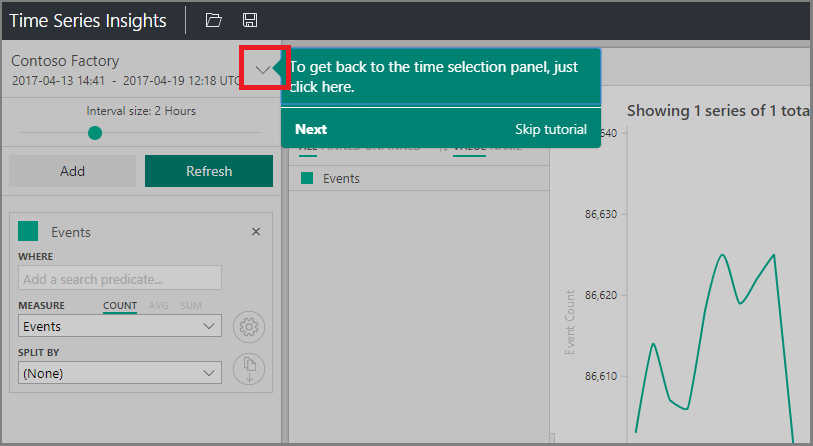 Time Series Insights
Contoso Factory
2017-04-13 14:41 - 2017-04-19 12:18 UTC
To get back to the time selection panel, just
click here.
Next Skip tutorial
Interval size: 2 Hours
Add Refresh
Events
WHERE
Add a search predicate...
MEASURE COUNT AVG SUM
Events
SPLIT BY
(None)
ALL VALUE NAME
Events
Showing 1 series of 1 tota
86,640
86,630
86,620
86,610
Event Count